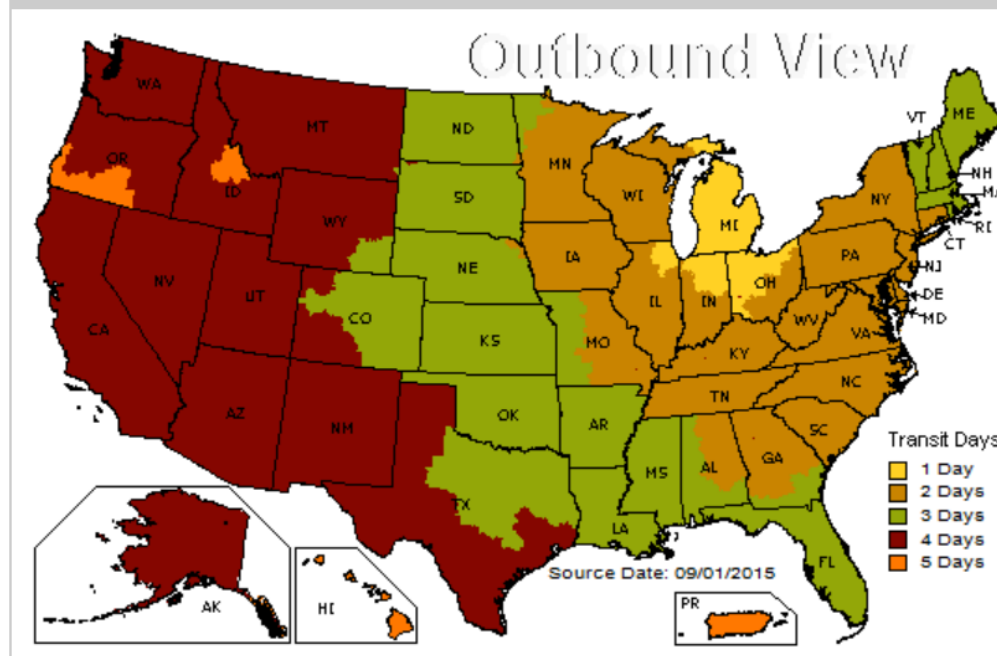 Outbound View
WA
MT
ND
MN
VT
ME
OR
ID
SD
WI
NY
NH
MA
WY
MI
RI
CT
NV
UT
NE
IA
PA
NJ
CA
CO
IL
IN
OH
DE
MD
KS
MO
WV
VA
KY
AZ
NM
OK
AR
TN
NC
SC
MS
AL
GA
TX
LA
FL
Transit Days
1 Day
2 Days
3 Days
4 Days
5 Days
Source Date: 09/01/2015
AK
HI
PR